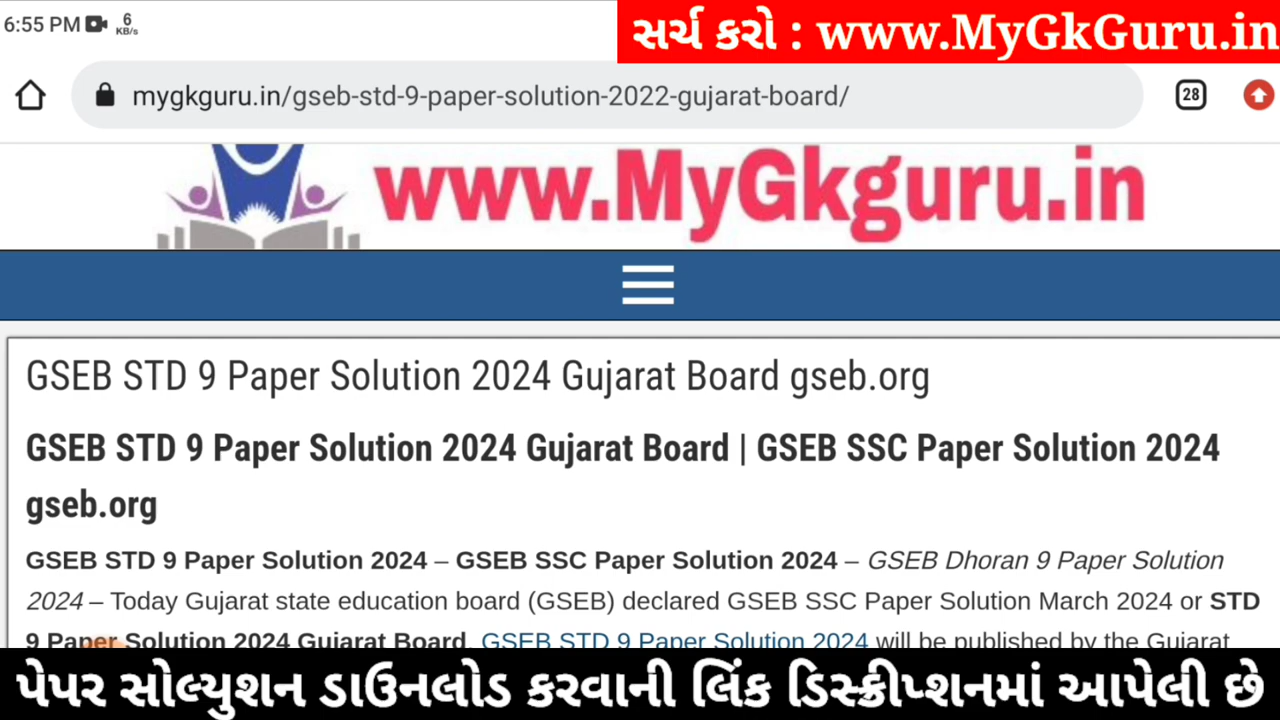 6:55 PM 6 KB/s
સર્ચ કરો : www.MyGkGuru.in
mygkguru.in/gseb-std-9-paper-solution-2022-gujarat-board/ 28
www.MyGkguru.in
GSEB STD 9 Paper Solution 2024 Gujarat Board gseb.org
GSEB STD 9 Paper Solution 2024 Gujarat Board | GSEB SSC Paper Solution 2024
gseb.org
GSEB STD 9 Paper Solution 2024 – GSEB SSC Paper Solution 2024 – GSEB Dhoran 9 Paper Solution
2024 – Today Gujarat state education board (GSEB) declared GSEB SSC Paper Solution March 2024 or STD
9 Paper Solution 2024 Gujarat Board. GSEB STD 9 Paper Solution 2024 will be published by the Gujarat
પેપર સોલ્યુશન ડાઉનલોડ કરવાની લિંક ડિસ્ક્રીપ્શનમાં આપેલી છે